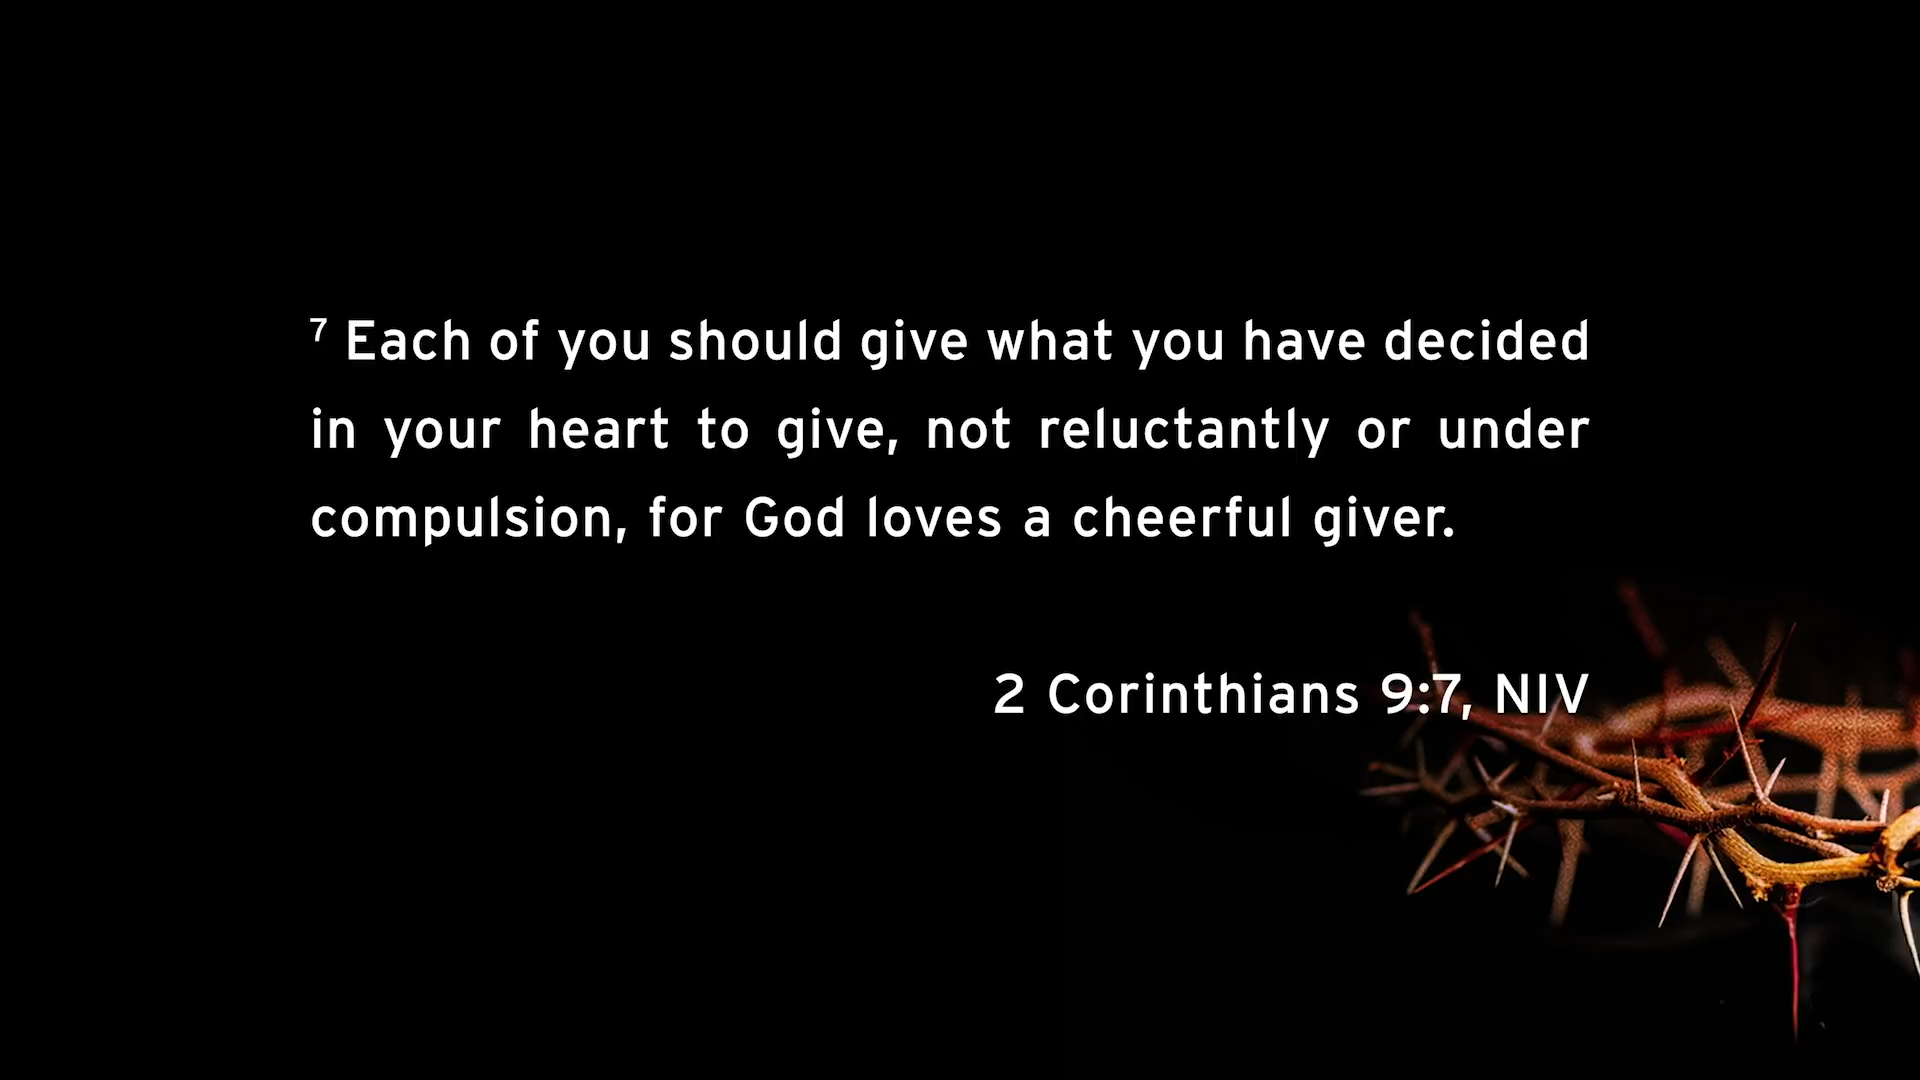 ⁷ Each of you should give what you have decided
in your heart to give, not reluctantly or under
compulsion, for God loves a cheerful giver.
2 Corinthians 9:7, NIV